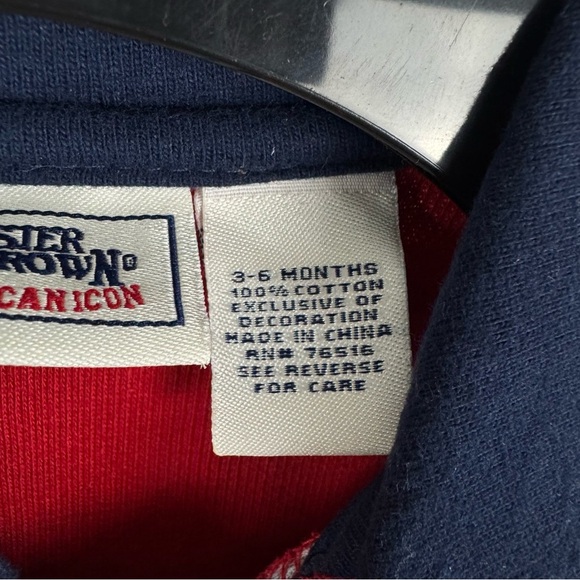 STER
ROWN®
CAN ICON
3-6 MONTHS
100% COTTON
EXCLUSIVE OF
DECORATION
MADE IN CHINA
RN# 76516
SEE REVERSE
FOR CARE